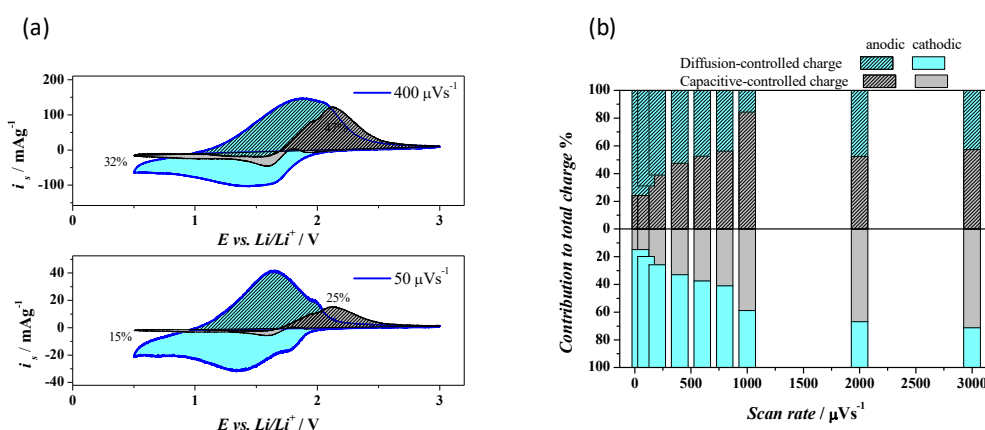 (a)
200
100
0
-100
i_s / mAg⁻¹
400 μVs⁻¹
47%
32%
0 1 2 3
E vs. Li/Li⁺ / V
40
20
0
-20
-40
i_s / mAg⁻¹
50 μVs⁻¹
25%
15%
0 1 2 3
E vs. Li/Li⁺ / V
(b)
anodic cathodic
Diffusion-controlled charge
Capacitive-controlled charge
Contribution to total charge %
100
80
60
40
20
0
20
40
60
80
100
0 500 1000 1500 2000 2500 3000
Scan rate / μVs⁻¹